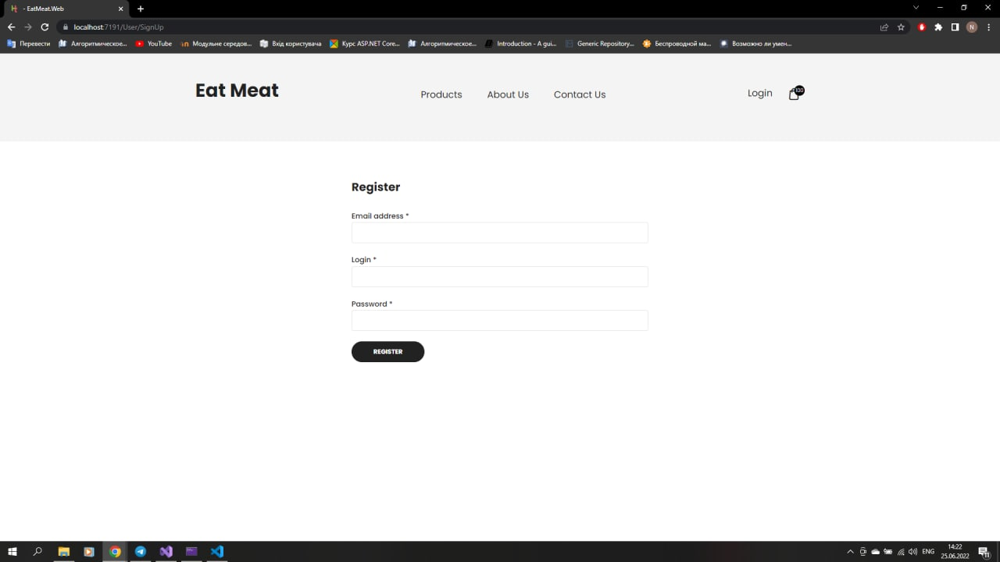 - EatMeat.Web
localhost:7191/User/SignUp
N
Перевести
Алгоритмическое...
YouTube
Модульне середов...
Вхід користувача
Курс ASP.NET Core...
Алгоритмическое...
Introduction - A gui...
Generic Repository...
Беспроводной ма...
Возможно ли умен...
Eat Meat
Products
About Us
Contact Us
Login
100
Register
Email address *
Login *
Password *
REGISTER
ENG
14:22
25.06.2022
11